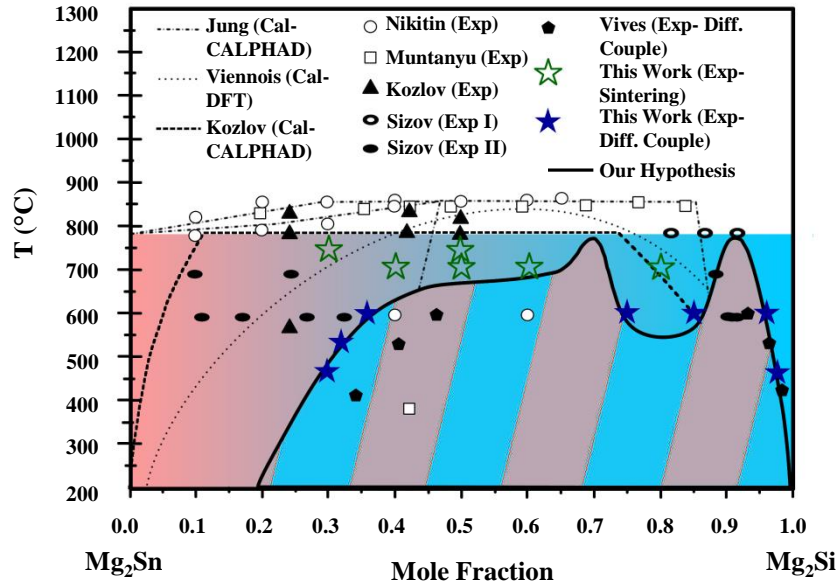 Jung (Cal-
CALPHAD)
Viennois (Cal-
DFT)
Kozlov (Cal-
CALPHAD)
Nikitin (Exp)
Muntanyu (Exp)
Kozlov (Exp)
Sizov (Exp I)
Sizov (Exp II)
Vives (Exp- Diff.
Couple)
This Work (Exp-
Sintering)
This Work (Exp-
Diff. Couple)
Our Hypothesis
T (°C)
1300
1200
1100
1000
900
800
700
600
500
400
300
200
0.0 0.1 0.2 0.3 0.4 0.5 0.6 0.7 0.8 0.9 1.0
Mg₂Sn Mole Fraction Mg₂Si